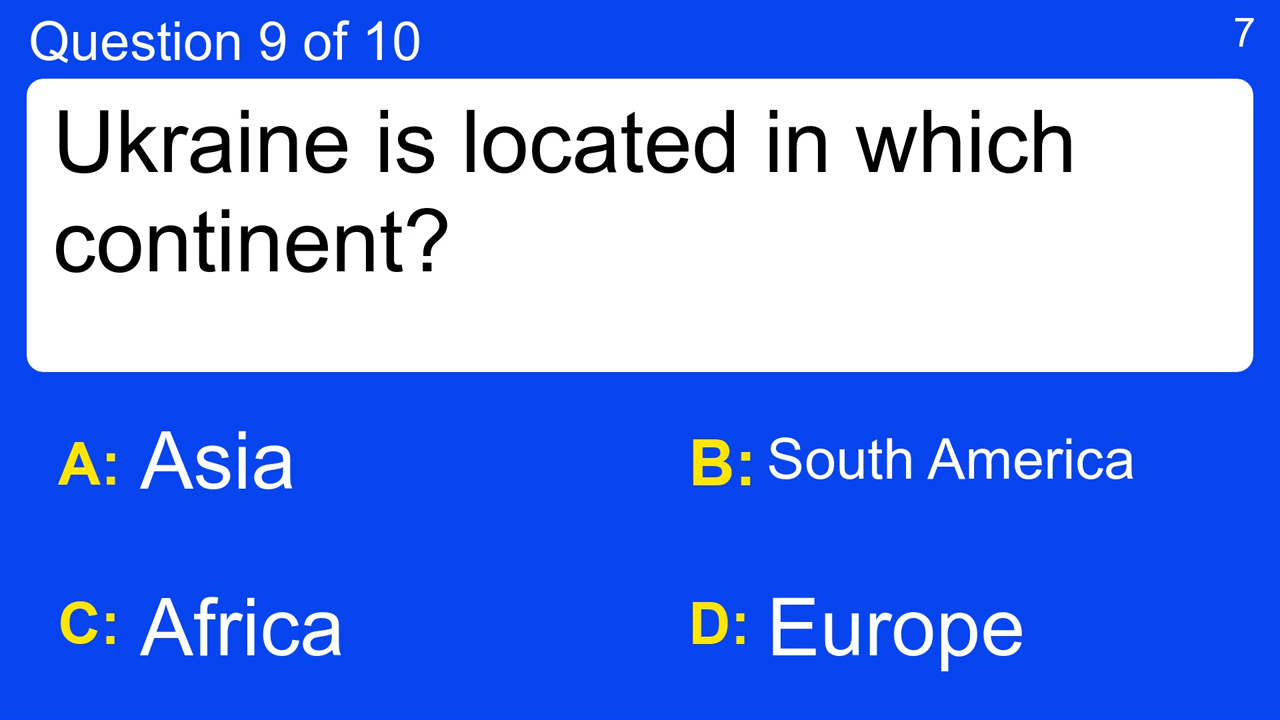 Question 9 of 10
7
Ukraine is located in which
continent?
A: Asia
B: South America
C: Africa
D: Europe